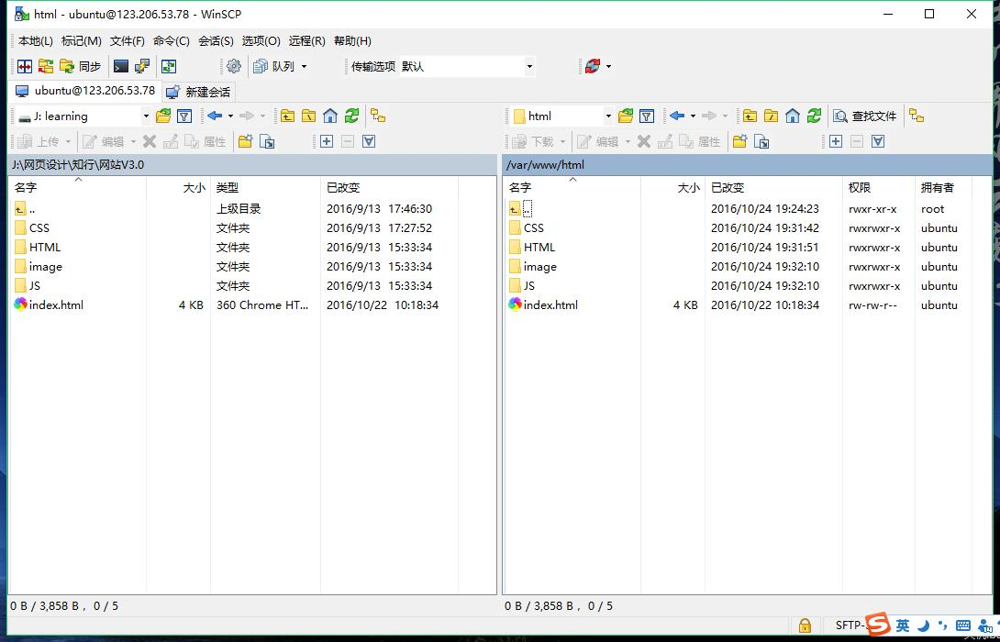 html - ubuntu@123.206.53.78 - WinSCP
本地(L) 标记(M) 文件(F) 命令(C) 会话(S) 选项(O) 远程(R) 帮助(H)
同步 队列 传输选项 默认
ubuntu@123.206.53.78 新建会话
J: learning html 查找文件
上传 编辑 属性 下载 编辑 属性
J:\网页设计\知行\网站V3.0 /var/www/html
名字 大小 类型 已改变 名字 大小 已改变 权限 拥有者
.. 上级目录 2016/9/13 17:46:30 .. 2016/10/24 19:24:23 rwxr-xr-x root
CSS 文件夹 2016/9/13 17:27:52 CSS 2016/10/24 19:31:42 rwxrwxr-x ubuntu
HTML 文件夹 2016/9/13 15:33:34 HTML 2016/10/24 19:31:51 rwxrwxr-x ubuntu
image 文件夹 2016/9/13 15:33:34 image 2016/10/24 19:32:10 rwxrwxr-x ubuntu
JS 文件夹 2016/9/13 15:33:34 JS 2016/10/24 19:32:10 rwxrwxr-x ubuntu
index.html 4 KB 360 Chrome HT... 2016/10/22 10:18:34 index.html 4 KB 2016/10/22 10:18:34 rw-rw-r-- ubuntu
0 B / 3,858 B , 0 / 5 0 B / 3,858 B , 0 / 5
SFTP- S 英